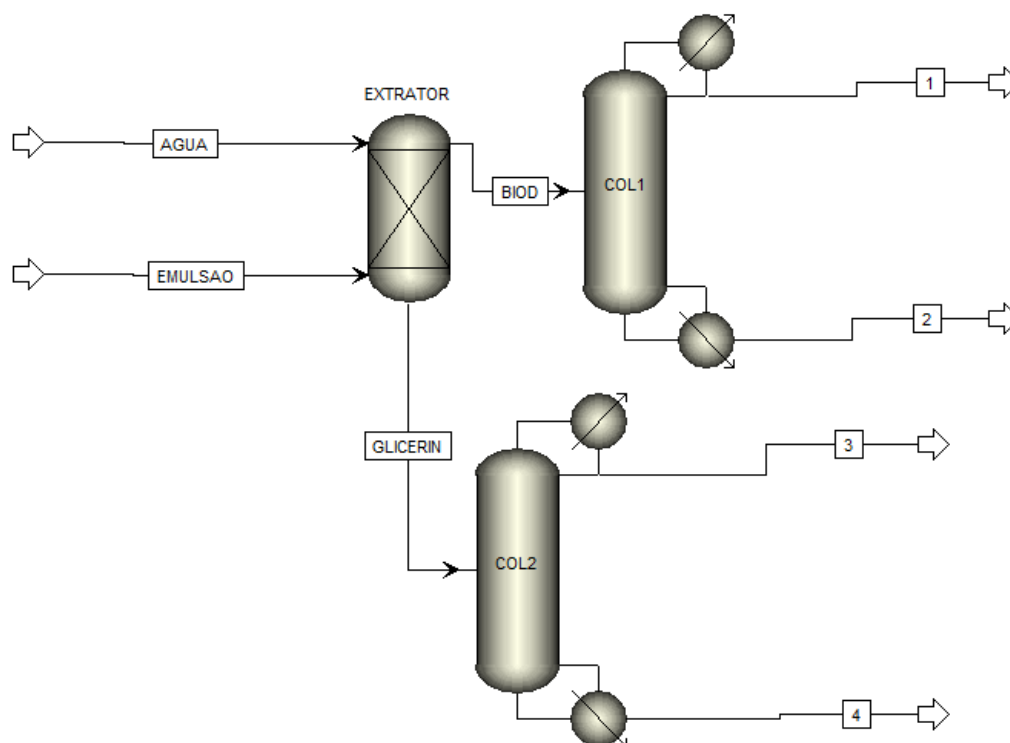 EXTRATOR
1
AGUA
COL1
BIOD
EMULSAO
2
GLICERIN
3
COL2
4